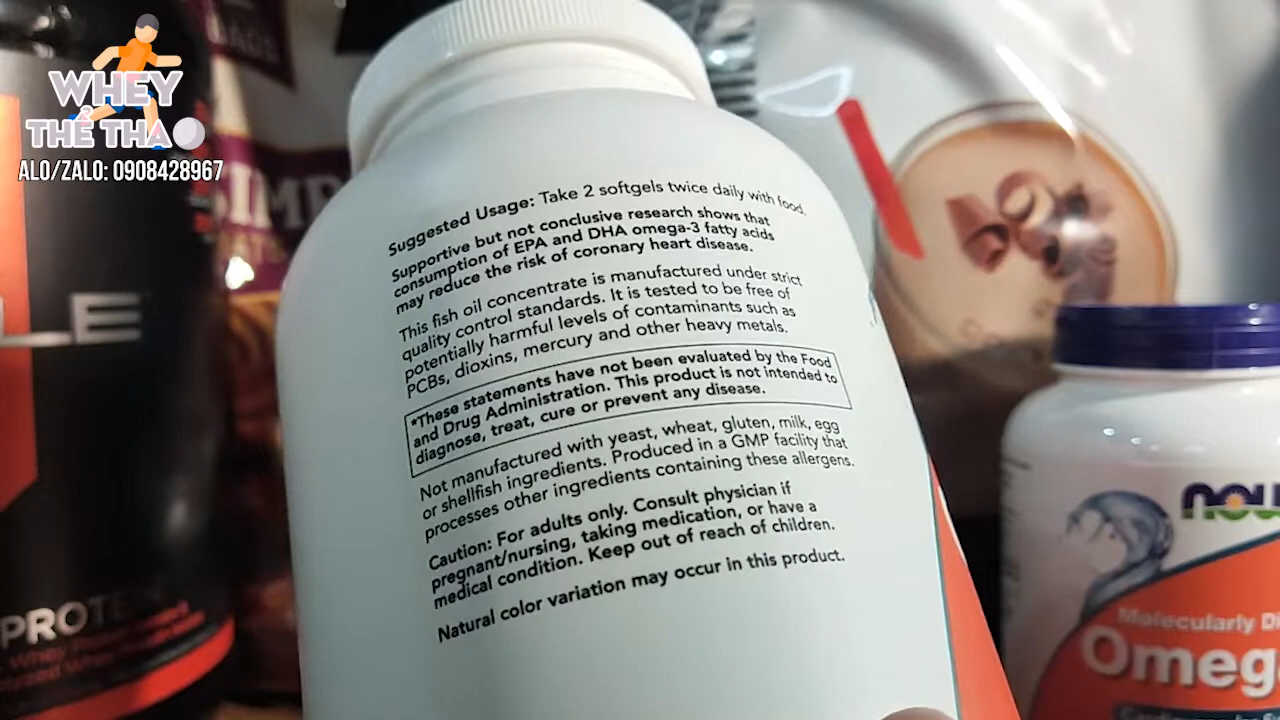 WHEY
&
THỂ THAO
ALO/ZALO: 0908428967
Suggested Usage: Take 2 softgels twice daily with food.
Supportive but not conclusive research shows that
consumption of EPA and DHA omega-3 fatty acids
may reduce the risk of coronary heart disease.
This fish oil concentrate is manufactured under strict
quality control standards. It is tested to be free of
potentially harmful levels of contaminants such as
PCBs, dioxins, mercury and other heavy metals.
*These statements have not been evaluated by the Food
and Drug Administration. This product is not intended to
diagnose, treat, cure or prevent any disease.
Not manufactured with yeast, wheat, gluten, milk, egg
or shellfish ingredients. Produced in a GMP facility that
processes other ingredients containing these allergens.
Caution: For adults only. Consult physician if
pregnant/nursing, taking medication, or have a
medical condition. Keep out of reach of children.
Natural color variation may occur in this product.
LE
PROTE
SIMP
now
Molecularly Di
Omeg